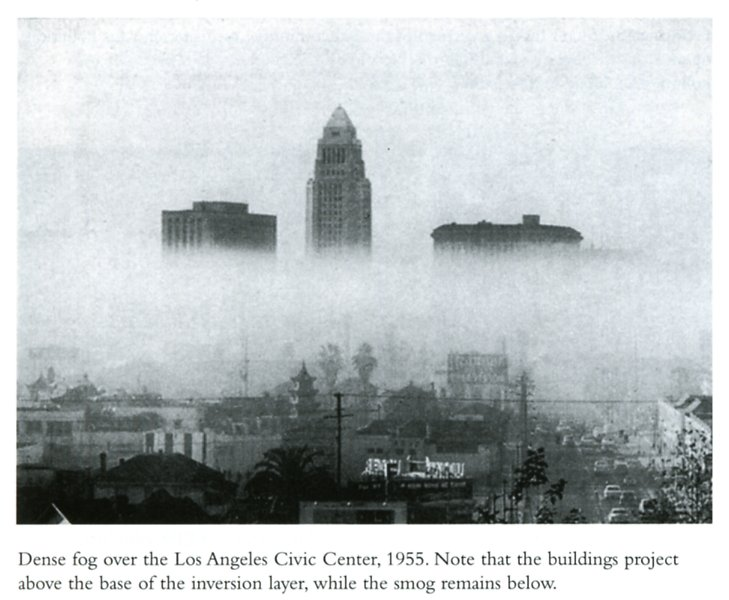 Dense fog over the Los Angeles Civic Center, 1955. Note that the buildings project
above the base of the inversion layer, while the smog remains below.